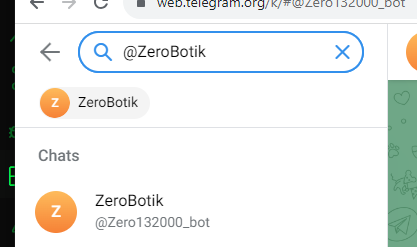 web.telegram.org/k/#@Zero132000_bot
@ZeroBotik
Z ZeroBotik
Chats
Z
ZeroBotik
@Zero132000_bot